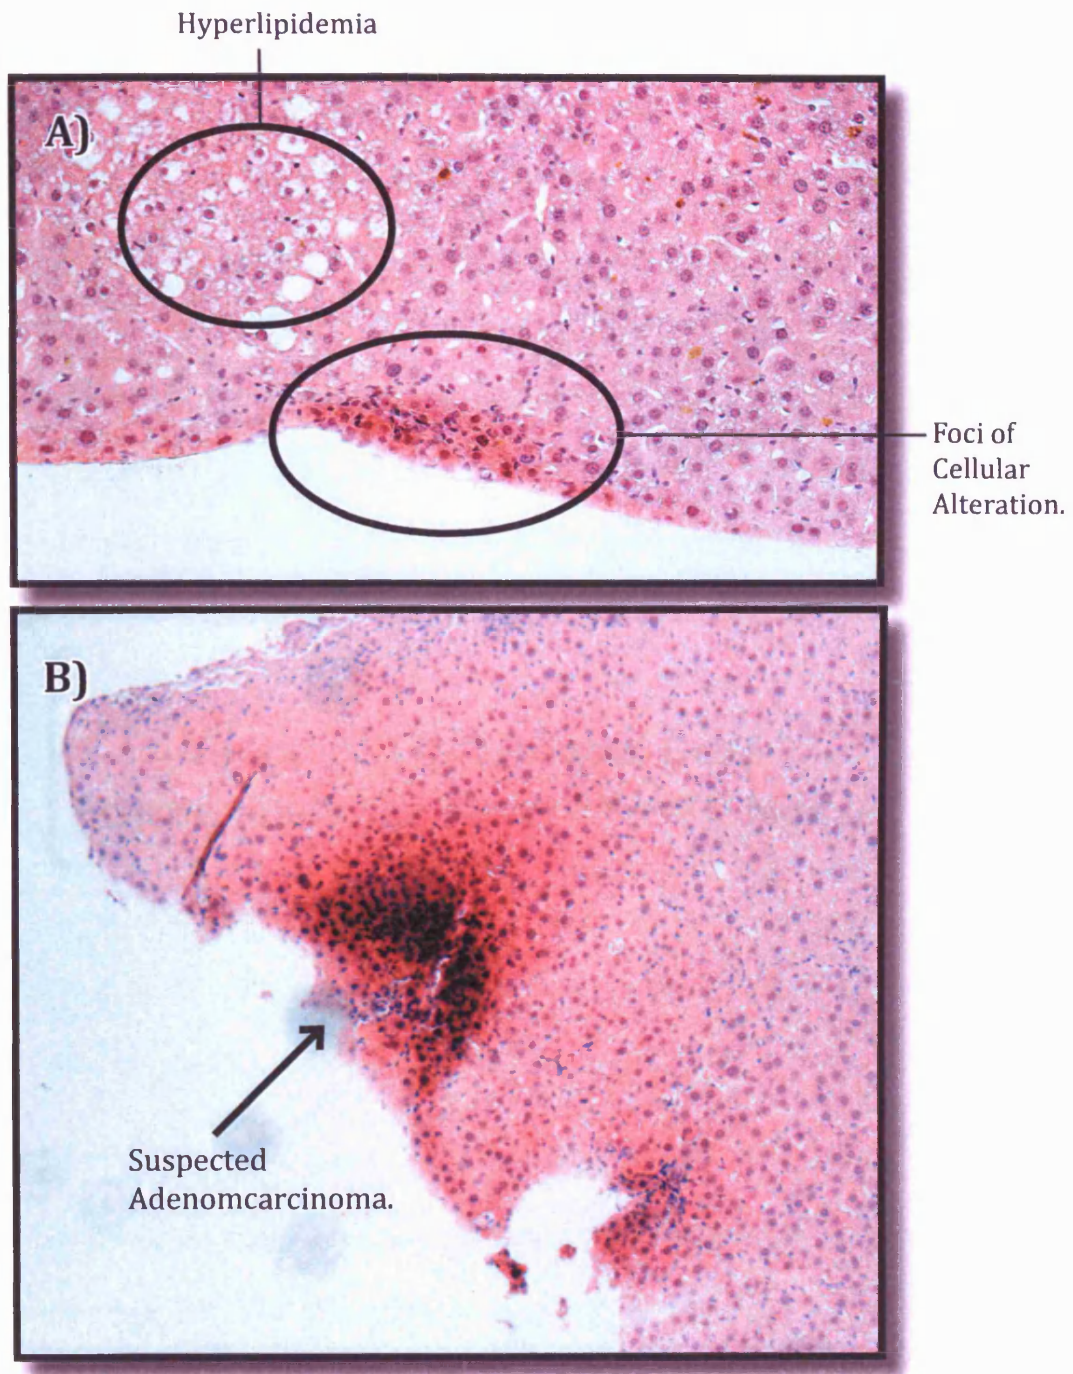 Hyperlipidemia
A)
Foci of
Cellular
Alteration.
B)
Suspected
Adenomcarcinoma.